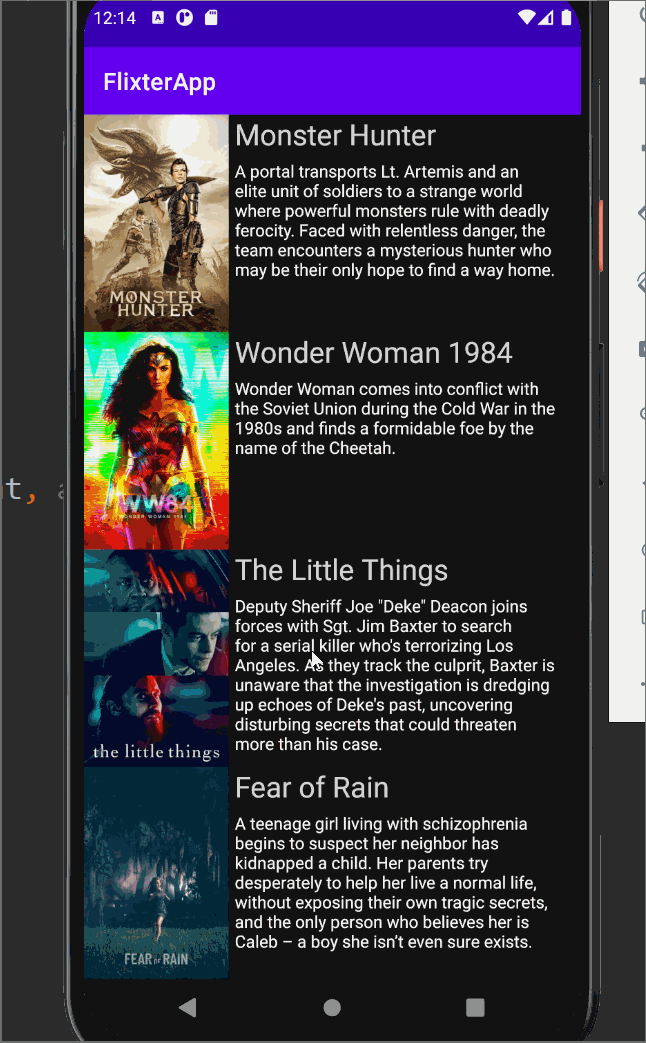 12:14
FlixterApp
Monster Hunter
A portal transports Lt. Artemis and an
elite unit of soldiers to a strange world
where powerful monsters rule with deadly
ferocity. Faced with relentless danger, the
team encounters a mysterious hunter who
may be their only hope to find a way home.
MONSTER
HUNTER
Wonder Woman 1984
Wonder Woman comes into conflict with
the Soviet Union during the Cold War in the
1980s and finds a formidable foe by the
name of the Cheetah.
WW84
WONDER WOMAN 1984
t, a
The Little Things
Deputy Sheriff Joe "Deke" Deacon joins
forces with Sgt. Jim Baxter to search
for a serial killer who's terrorizing Los
Angeles. As they track the culprit, Baxter is
unaware that the investigation is dredging
up echoes of Deke's past, uncovering
disturbing secrets that could threaten
more than his case.
the little things
Fear of Rain
A teenage girl living with schizophrenia
begins to suspect her neighbor has
kidnapped a child. Her parents try
desperately to help her live a normal life,
without exposing their own tragic secrets,
and the only person who believes her is
Caleb – a boy she isn’t even sure exists.
FEAR OF RAIN